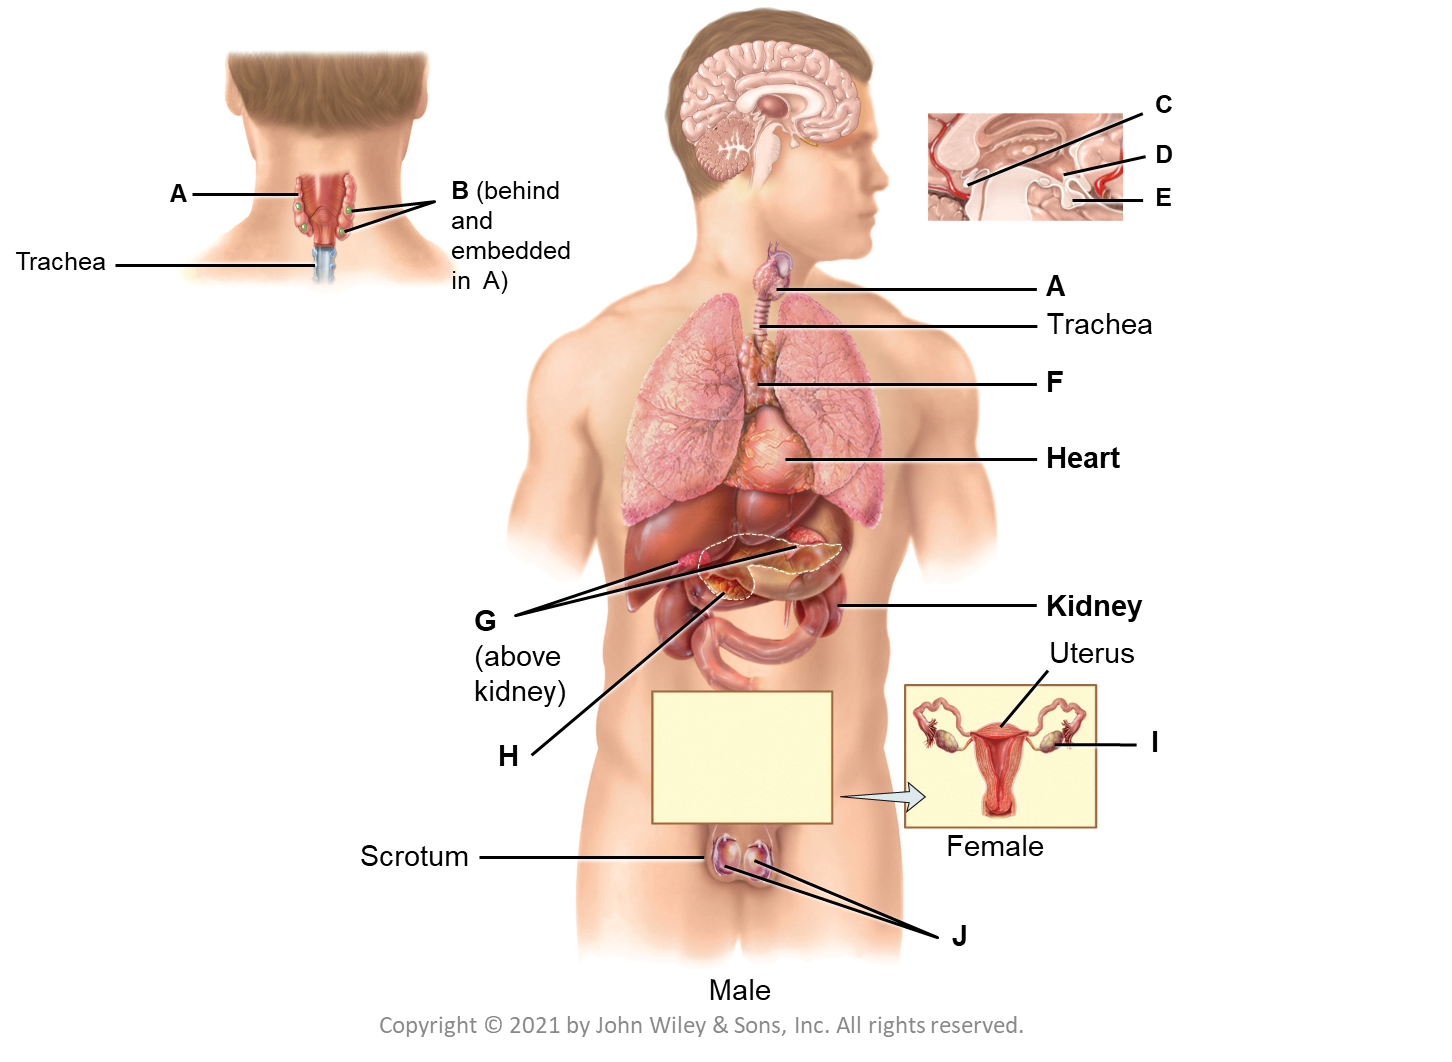 C
D
E
A
B (behind
and
embedded
in A)
Trachea
A
Trachea
F
Heart
G
(above
kidney)
Kidney
Uterus
H
I
Female
Scrotum
J
Male
Copyright © 2021 by John Wiley & Sons, Inc. All rights reserved.